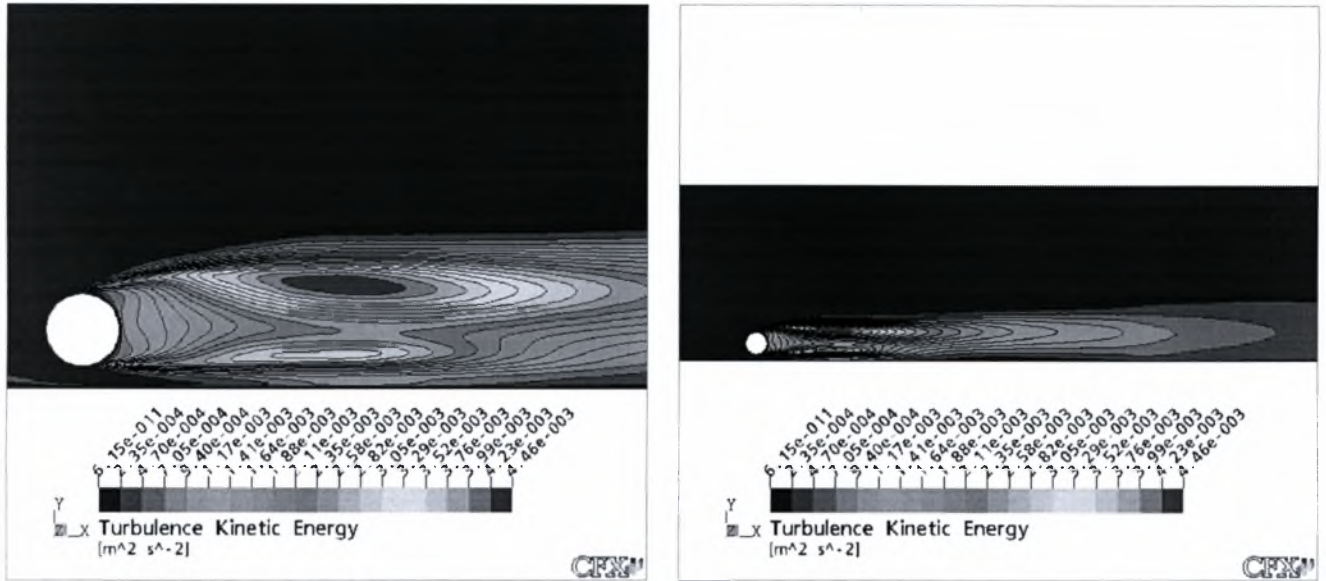 6.15e-011
2.35e-004
4.70e-004
7.05e-004
9.40e-004
1.17e-003
1.41e-003
1.64e-003
1.88e-003
2.11e-003
2.35e-003
2.58e-003
2.82e-003
3.05e-003
3.29e-003
3.52e-003
3.76e-003
3.99e-003
4.23e-003
4.46e-003
Y
X Turbulence Kinetic Energy
[m^2 s^-2]
CFX
6.15e-011
2.35e-004
4.70e-004
7.05e-004
9.40e-004
1.17e-003
1.41e-003
1.64e-003
1.88e-003
2.11e-003
2.35e-003
2.58e-003
2.82e-003
3.05e-003
3.29e-003
3.52e-003
3.76e-003
3.99e-003
4.23e-003
4.46e-003
Y
X Turbulence Kinetic Energy
[m^2 s^-2]
CFX